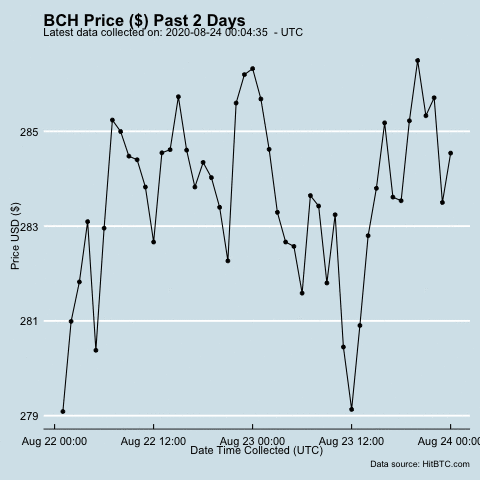 BCH Price ($) Past 2 Days
Latest data collected on: 2020-08-24 00:04:35 - UTC
285
283
281
279
Price USD ($)
Aug 22 00:00 Aug 22 12:00 Aug 23 00:00 Aug 23 12:00 Aug 24 00:00
Date Time Collected (UTC)
Data source: HitBTC.com